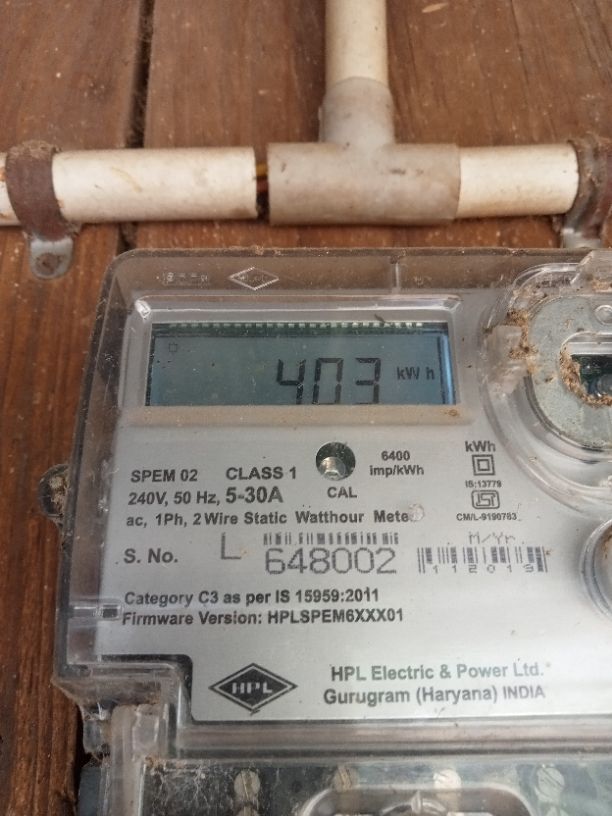 403 kW h
6400
imp/kWh
kWh
SPEM 02 CLASS 1
240V, 50 Hz, 5-30A
CAL
IS:13779
ISI
CM/L-9190783
ac, 1Ph, 2 Wire Static Watthour Meter
M/Yr.
S. No. L 648002 112019
Category C3 as per IS 15959:2011
Firmware Version: HPLSPEM6XXX01
HPL
HPL Electric & Power Ltd.
Gurugram (Haryana) INDIA